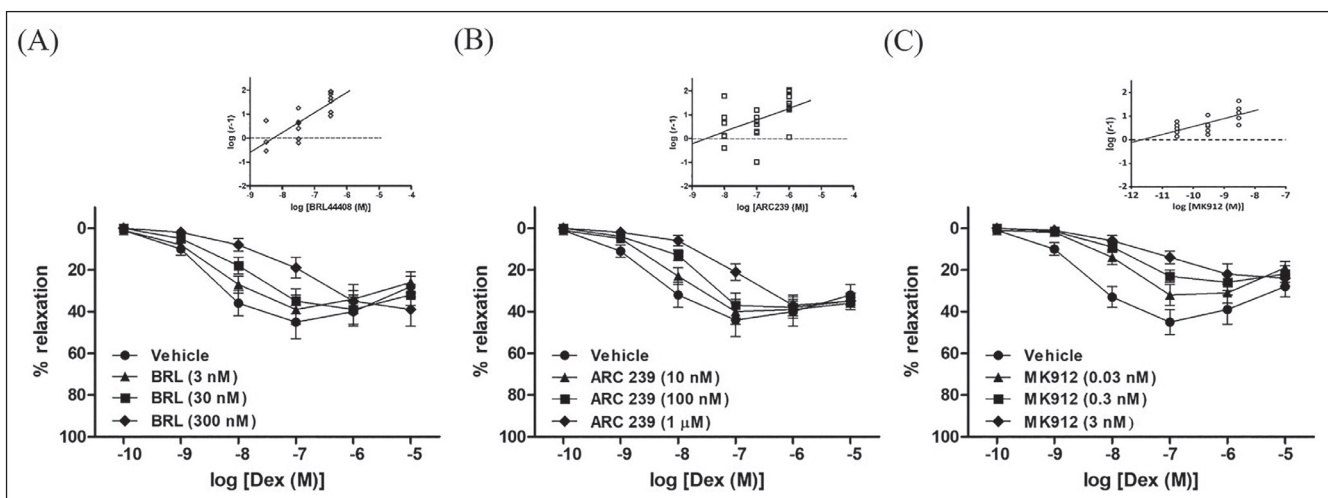 (A)
(B)
(C)
log (r-1)
2
1
0
1
2
-9
-8
-7
-6
-5
-4
log [BRL44408 (M)]
log (r-1)
2
1
0
1
2
-9
-8
-7
-6
-5
-4
log [ARC239 (M)]
log (r-1)
2
1
0
1
2
-12
-11
-10
-9
-8
-7
log [MK912 (M)]
% relaxation
0
20
40
60
80
100
Vehicle
BRL (3 nM)
BRL (30 nM)
BRL (300 nM)
-10
-9
-8
-7
-6
-5
log [Dex (M)]
% relaxation
0
20
40
60
80
100
Vehicle
ARC 239 (10 nM)
ARC 239 (100 nM)
ARC 239 (1 μM)
-10
-9
-8
-7
-6
-5
log [Dex (M)]
% relaxation
0
20
40
60
80
100
Vehicle
MK912 (0.03 nM)
MK912 (0.3 nM)
MK912 (3 nM)
-10
-9
-8
-7
-6
-5
log [Dex (M)]